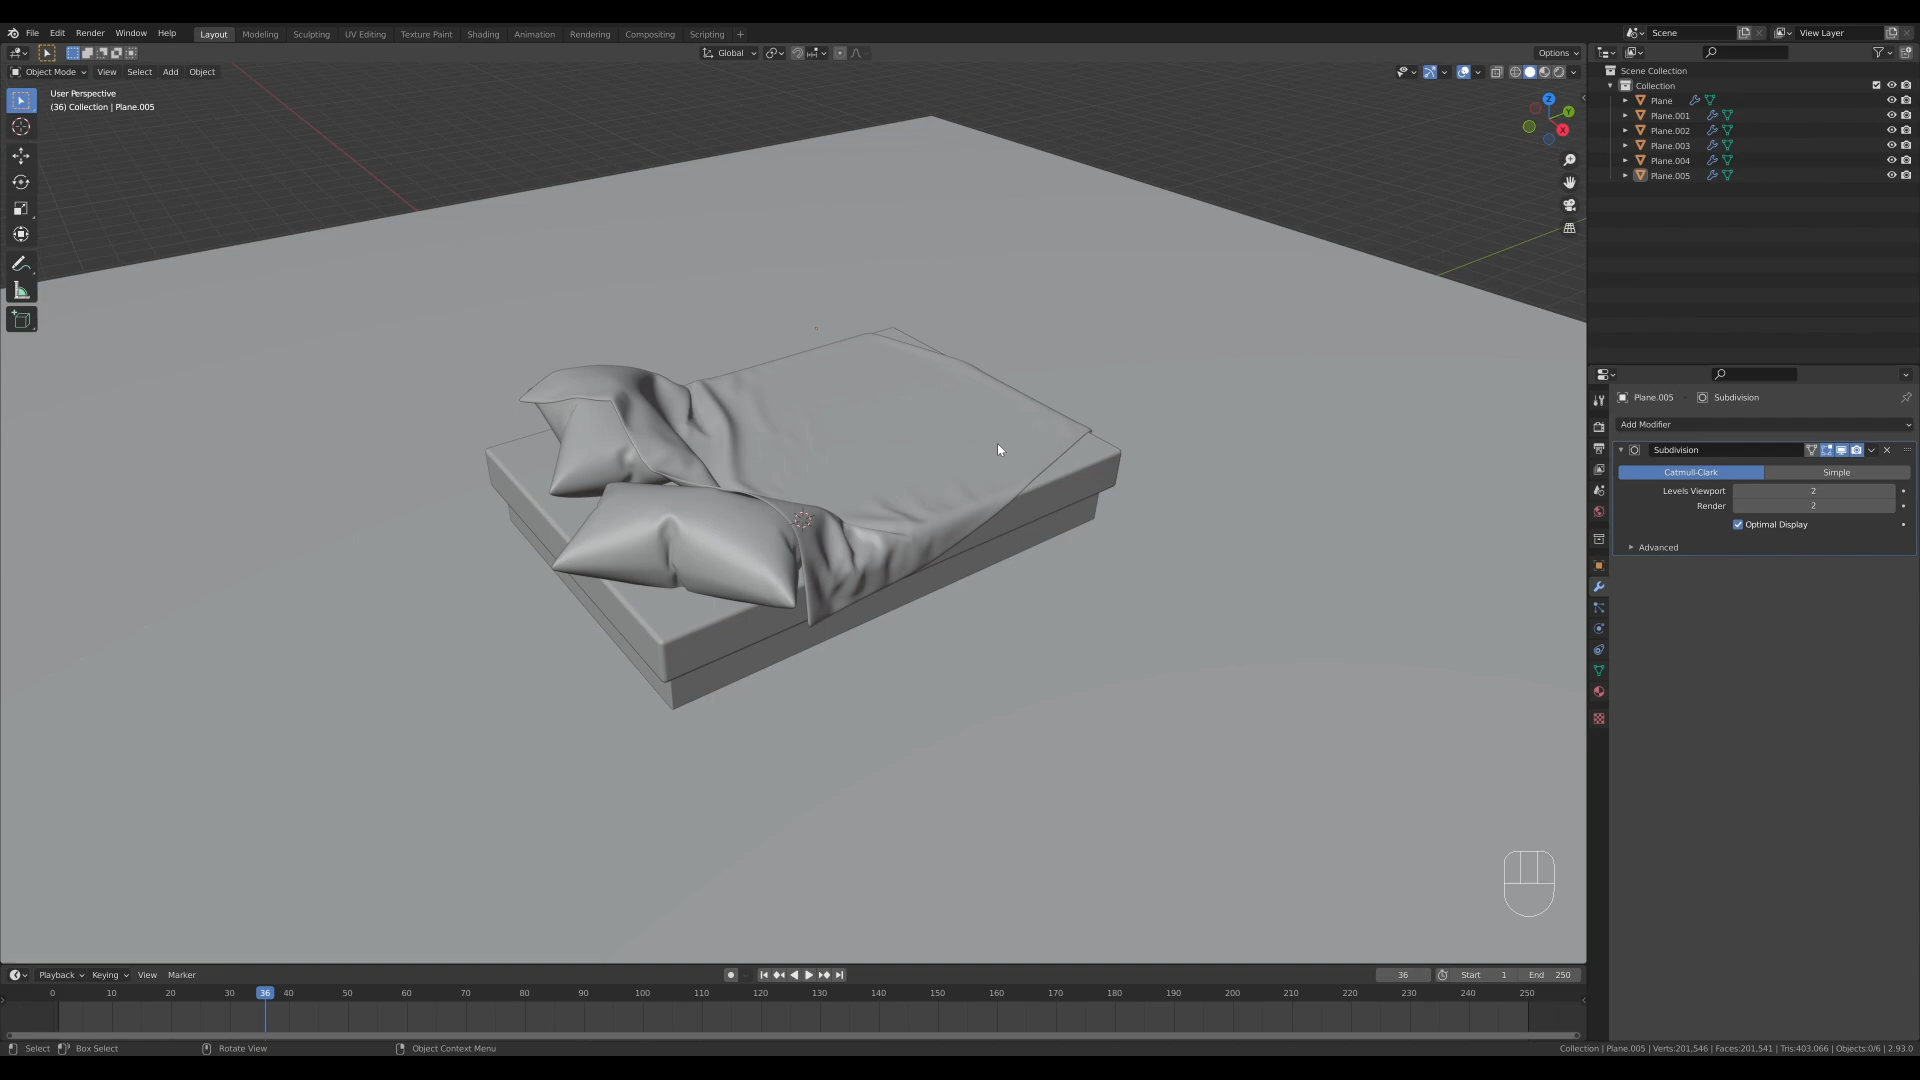 File Edit Render Window Help Layout Modeling Sculpting UV Editing Texture Paint Shading Animation Rendering Compositing Scripting + Scene View Layer
Global Options
Object Mode View Select Add Object
User Perspective
(36) Collection | Plane.005
Z
Y
X
Scene Collection
Collection
Plane
Plane.001
Plane.002
Plane.003
Plane.004
Plane.005
Plane.005 Subdivision
Add Modifier
Subdivision
Catmull-Clark Simple
Levels Viewport 2
Render 2
Optimal Display
Advanced
Playback Keying View Marker 36 Start 1 End 250
0 10 20 30 36 40 50 60 70 80 90 100 110 120 130 140 150 160 170 180 190 200 210 220 230 240 250
Select Box Select Rotate View Object Context Menu Collection | Plane.005 | Verts:201,546 | Faces:201,541 | Tris:403,066 | Objects:0/6 | 2.93.0